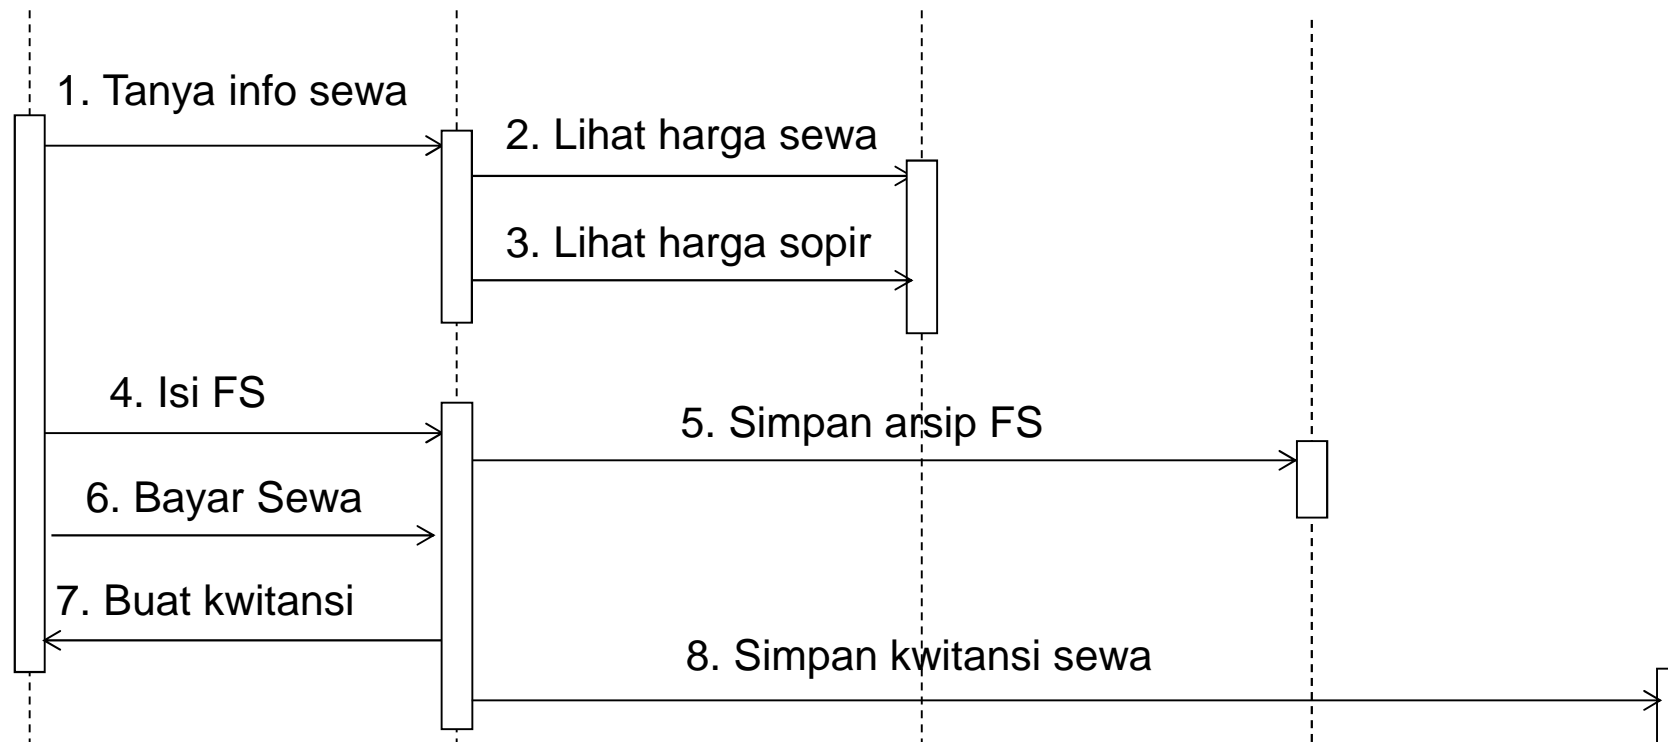 1. Tanya info sewa
2. Lihat harga sewa
3. Lihat harga sopir
4. Isi FS
5. Simpan arsip FS
6. Bayar Sewa
7. Buat kwitansi
8. Simpan kwitansi sewa